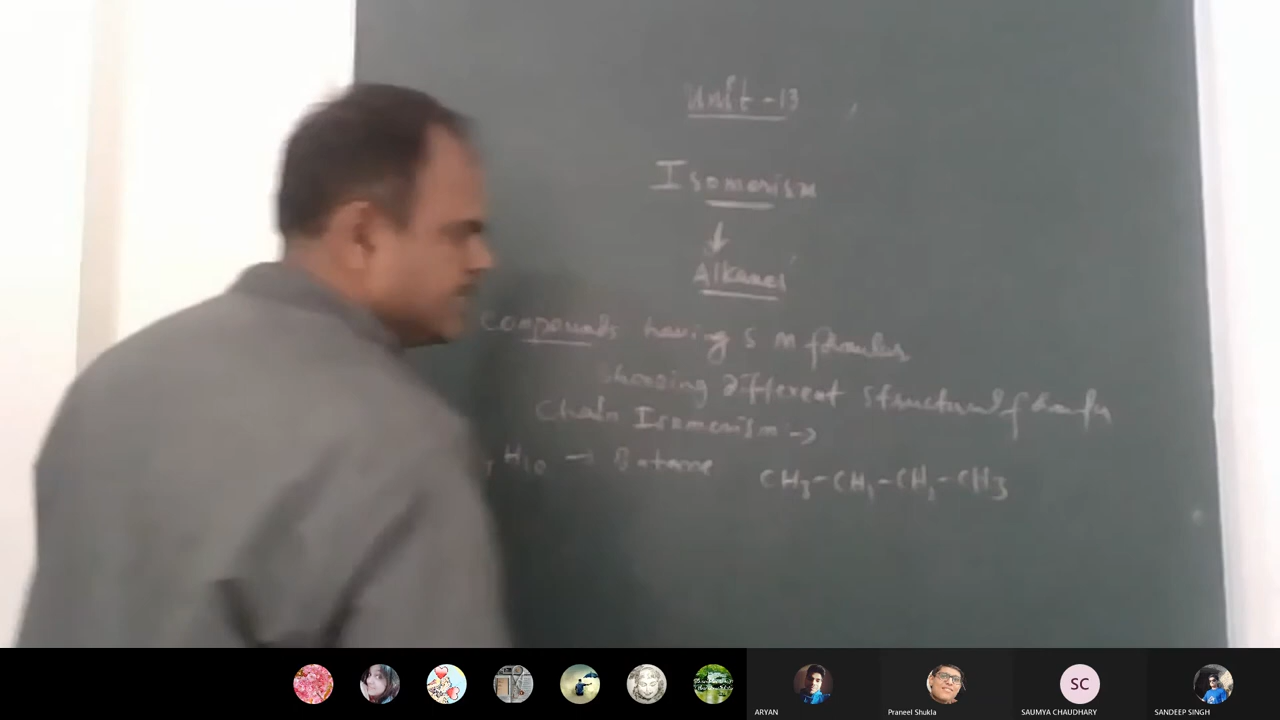 Unit-13
Isomerism
↓
Alkanes
Compounds having S m formulas
showing different structural formula
Chain Isomerism →
H10 → Butane CH3-CH2-CH2-CH3
SC
ARYAN
Praneel Shukla
SAUMYA CHAUDHARY
SANDEEP SINGH